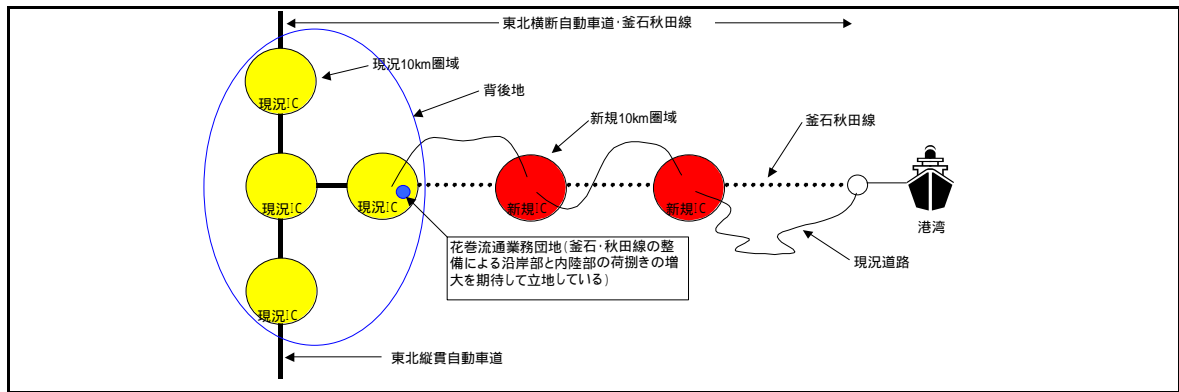 東北横断自動車道･釜石秋田線
現況10km圏域
背後地
新規10km圏域
釜石秋田線
現況IC
現況IC
現況IC
新規IC
新規IC
港湾
花巻流通業務団地(釜石･秋田線の整
備による沿岸部と内陸部の荷捌きの増
大を期待して立地している)
現況道路
現況IC
東北縦貫自動車道